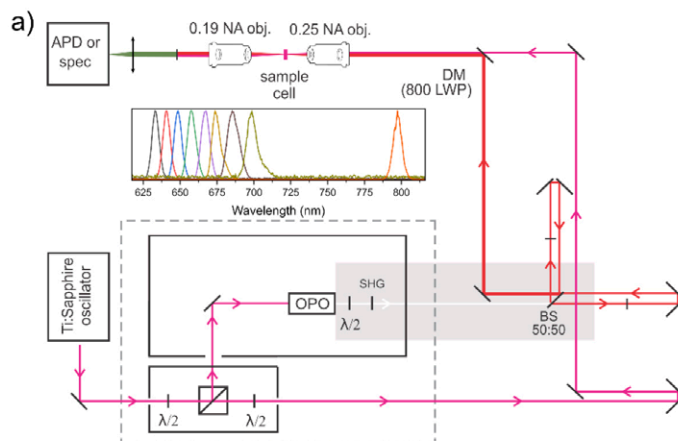 a)
APD or
spec
0.19 NA obj.
0.25 NA obj.
sample
cell
DM
(800 LWP)
625 650 675 700 725 750 775 800
Wavelength (nm)
Ti:Sapphire
oscillator
OPO
SHG
λ/2
BS
50:50
λ/2
λ/2